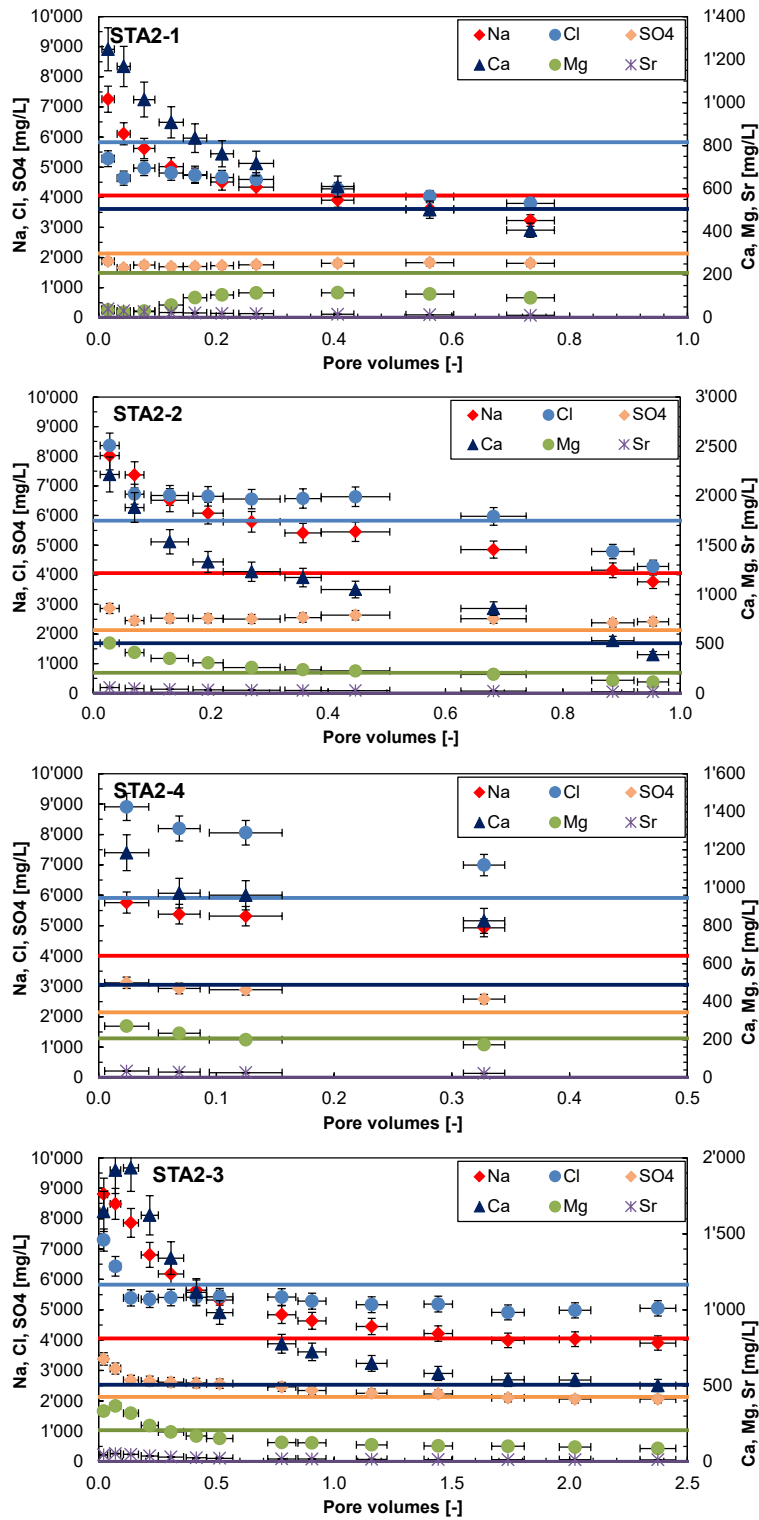 STA2-1
Na Cl SO4
Ca Mg Sr
10'000 9'000 8'000 7'000 6'000 5'000 4'000 3'000 2'000 1'000 0
Na, Cl, SO4 [mg/L]
1'400 1'200 1'000 800 600 400 200 0
Ca, Mg, Sr [mg/L]
0.0 0.2 0.4 0.6 0.8 1.0
Pore volumes [-]
STA2-2
Na Cl SO4
Ca Mg Sr
10'000 9'000 8'000 7'000 6'000 5'000 4'000 3'000 2'000 1'000 0
Na, Cl, SO4 [mg/L]
3'000 2'500 2'000 1'500 1'000 500 0
Ca, Mg, Sr [mg/L]
0.0 0.2 0.4 0.6 0.8 1.0
Pore volumes [-]
STA2-4
Na Cl SO4
Ca Mg Sr
10'000 9'000 8'000 7'000 6'000 5'000 4'000 3'000 2'000 1'000 0
Na, Cl, SO4 [mg/L]
1'600 1'400 1'200 1'000 800 600 400 200 0
Ca, Mg, Sr [mg/L]
0.0 0.1 0.2 0.3 0.4 0.5
Pore volumes [-]
STA2-3
Na Cl SO4
Ca Mg Sr
10'000 9'000 8'000 7'000 6'000 5'000 4'000 3'000 2'000 1'000 0
Na, Cl, SO4 [mg/L]
2'000 1'500 1'000 500 0
Ca, Mg, Sr [mg/L]
0.0 0.5 1.0 1.5 2.0 2.5
Pore volumes [-]